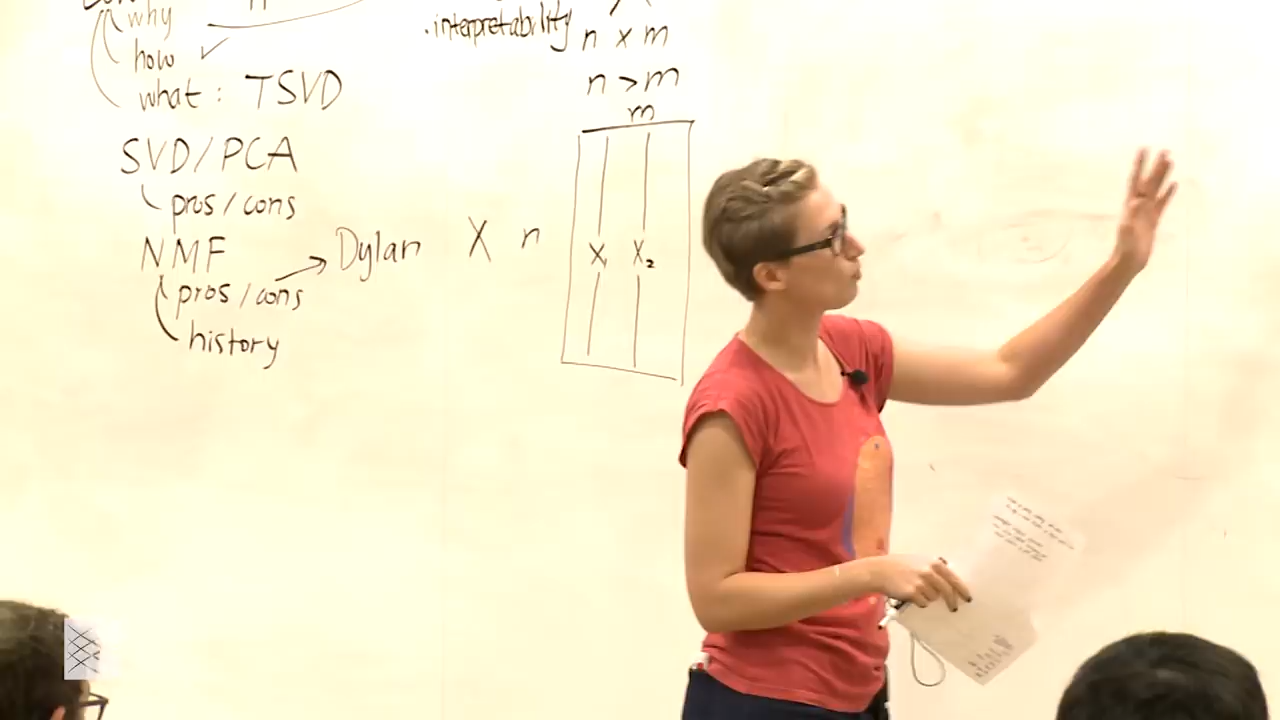 why
how ✓
what : TSVD
SVD/PCA
pros/cons
NMF
pros/cons → Dylan
history
.interpretability
n x m
n > m
m
X n
X1 X2